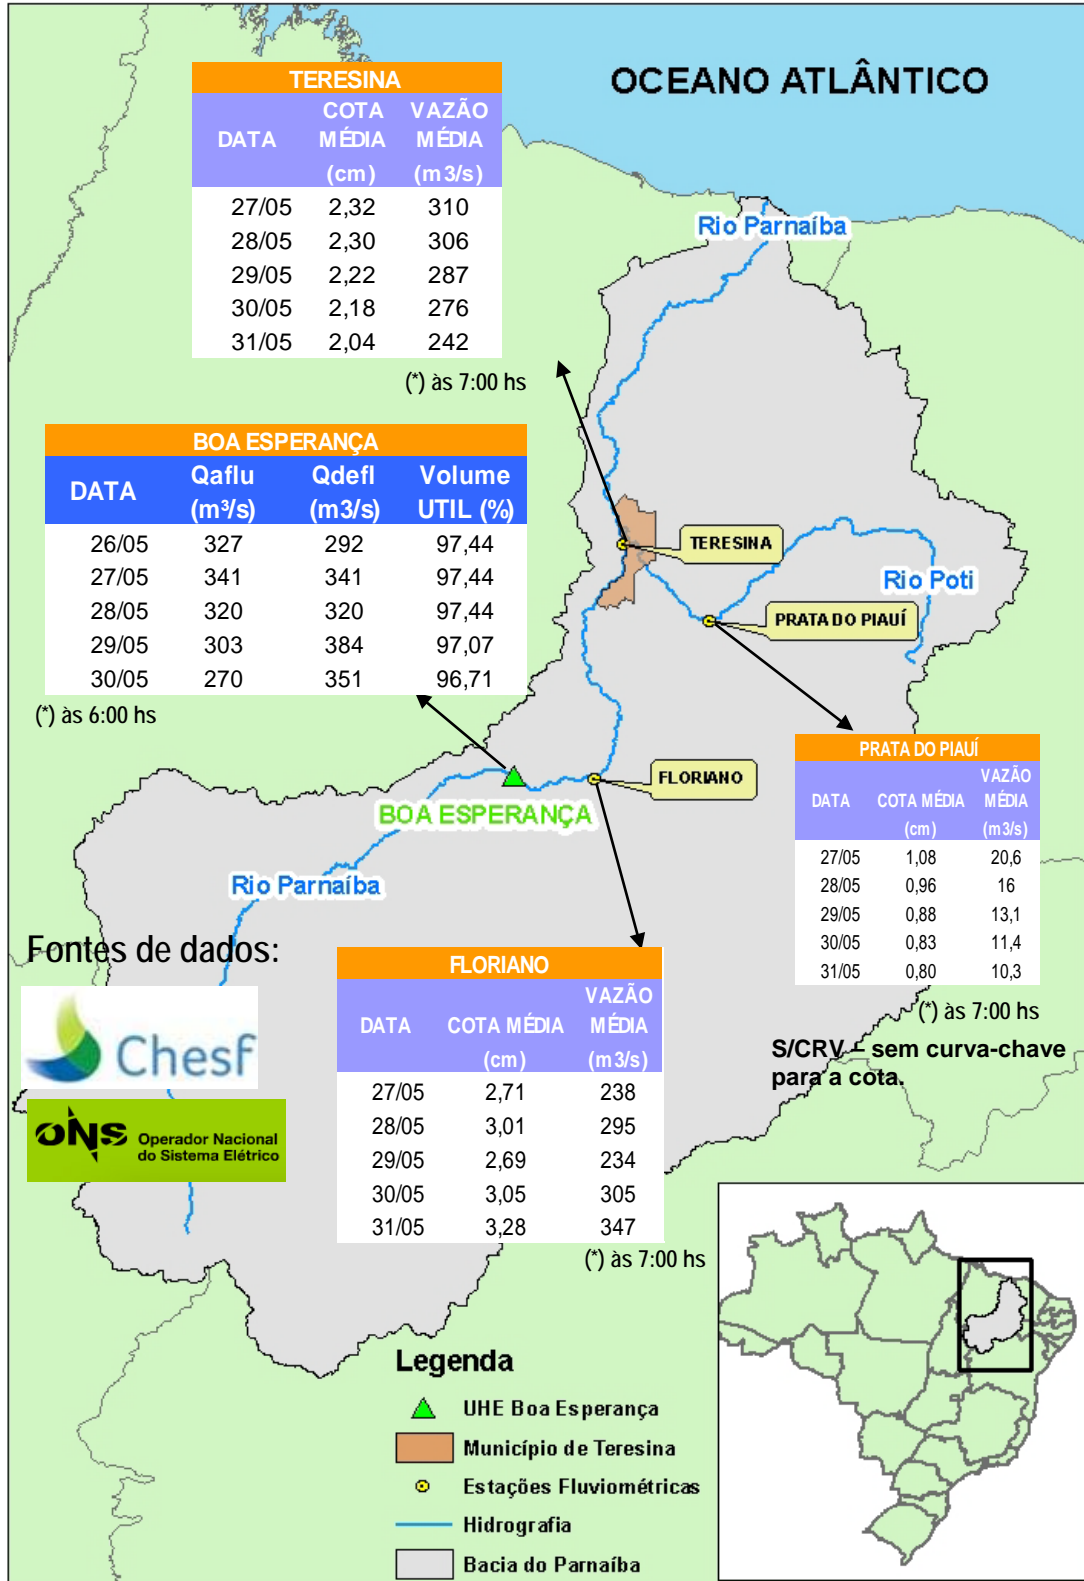 OCEANO ATLÂNTICO
TERESINA
DATA COTA MÉDIA (cm) VAZÃO MÉDIA (m3/s)
27/05 2,32 310
28/05 2,30 306
29/05 2,22 287
30/05 2,18 276
31/05 2,04 242
(*) às 7:00 hs
Rio Parnaíba
BOA ESPERANÇA
DATA Qaflu (m³/s) Qdefl (m3/s) Volume UTIL (%)
26/05 327 292 97,44
27/05 341 341 97,44
28/05 320 320 97,44
29/05 303 384 97,07
30/05 270 351 96,71
(*) às 6:00 hs
TERESINA
Rio Poti
PRATA DO PIAUÍ
FLORIANO
BOA ESPERANÇA
Rio Parnaíba
PRATA DO PIAUÍ
DATA COTA MÉDIA (cm) VAZÃO MÉDIA (m3/s)
27/05 1,08 20,6
28/05 0,96 16
29/05 0,88 13,1
30/05 0,83 11,4
31/05 0,80 10,3
(*) às 7:00 hs
S/CRV – sem curva-chave
para a cota.
Fontes de dados:
Chesf
ONS Operador Nacional
do Sistema Elétrico
FLORIANO
DATA COTA MÉDIA (cm) VAZÃO MÉDIA (m3/s)
27/05 2,71 238
28/05 3,01 295
29/05 2,69 234
30/05 3,05 305
31/05 3,28 347
(*) às 7:00 hs
Legenda
UHE Boa Esperança
Município de Teresina
Estações Fluviométricas
Hidrografia
Bacia do Parnaíba